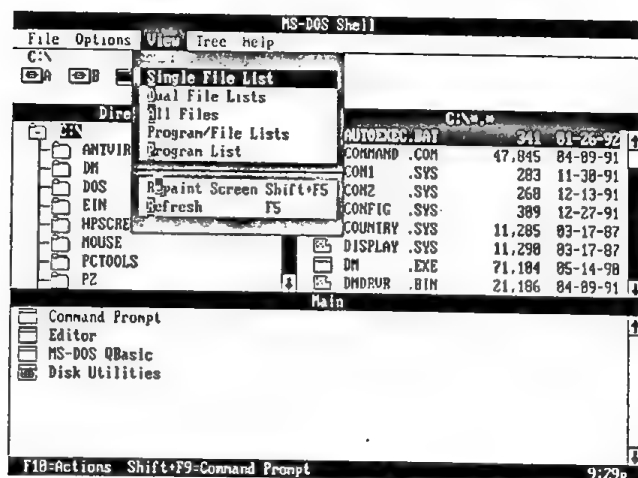 MS-DOS Shell
File Options View Tree Help
C:\
A B
Single File List
Dual File Lists
All Files
Program/File Lists
Program List
Repaint Screen Shift+F5
Refresh F5
C:\*.*
C:\
ANTVIR
DM
DOS
EIN
HPSCRE
MOUSE
PCTOOLS
PZ
AUTOEXEC.BAT 341 01-26-92
COMMAND .COM 47,845 04-09-91
CON1 .SYS 283 11-30-91
CON2 .SYS 268 12-13-91
CONFIG .SYS 309 12-27-91
COUNTRY .SYS 11,285 03-17-87
DISPLAY .SYS 11,290 03-17-87
DM .EXE 71,104 05-14-90
DMDRVR .BIN 21,186 04-09-91
Main
Command Prompt
Editor
MS-DOS QBasic
Disk Utilities
F10=Actions Shift+F9=Command Prompt
9:29p